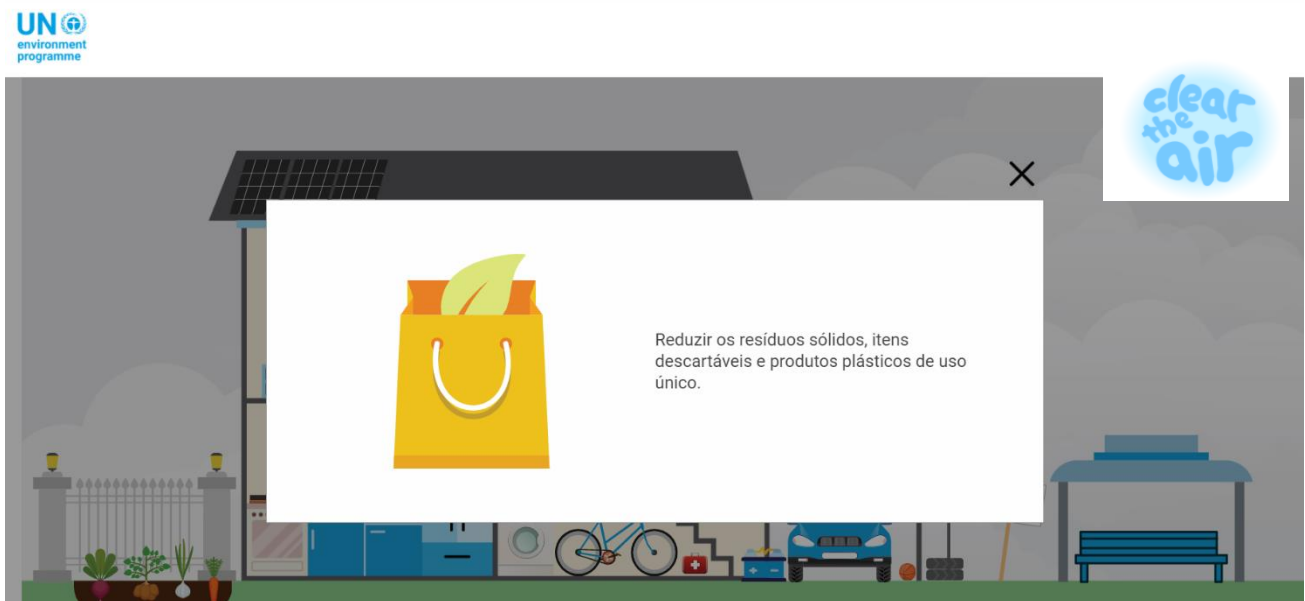 UN
environment
programme
clear
the
air
Reduzir os resíduos sólidos, itens
descartáveis e produtos plásticos de uso
único.